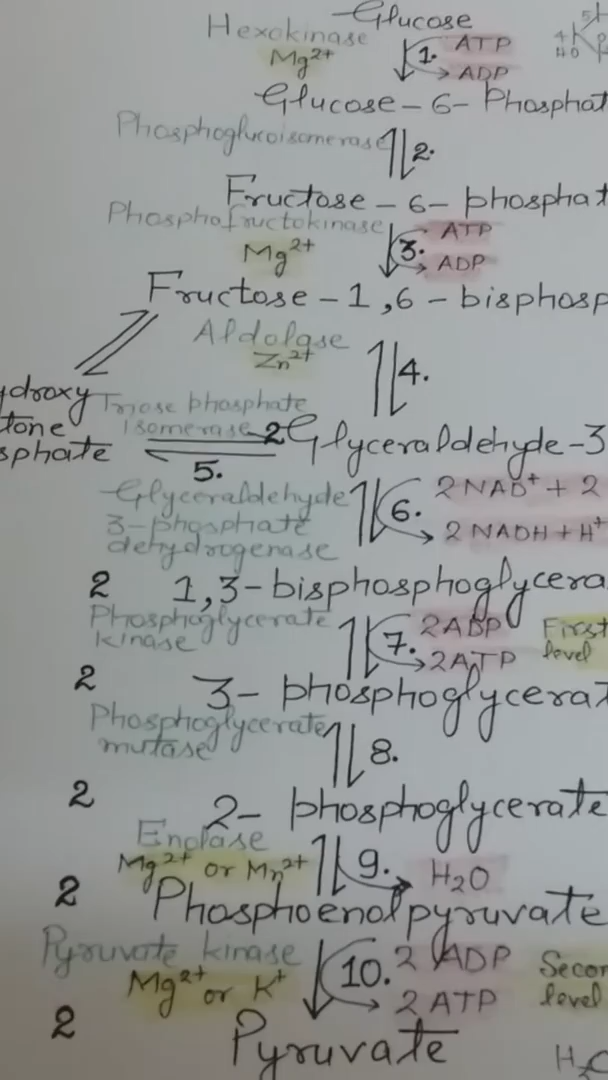 Glucose
Hexokinase
Mg2+
1.
ATP
ADP
Glucose - 6 - Phosphat
Phosphoglucoisomerase
2.
Fructose - 6 - phosphat
Phosphofructokinase
Mg2+
3.
ATP
ADP
Fructose - 1,6 - bisphosp
Aldolase
Zn2+
4.
ydroxy
tone
sphate
Triose phosphate
isomerase
5.
2 Glyceraldehyde-3
Glyceraldehyde
3-phosphate
dehydrogenase
6.
2 NAD+ + 2
2 NADH + H+
2 1,3-bisphosphoglycera
Phosphoglycerate
kinase
7.
2ADP
2ATP
First
level
2 3- phosphoglycerat
Phosphoglycerate
mutase
8.
2 2- phosphoglycerate
Enolase
Mg2+ or Mn2+
9.
H2O
2 Phosphoenolpyruvate
Pyruvate kinase
Mg2+ or K+
10.
2 ADP
2 ATP
Secon
level
2 Pyruvate